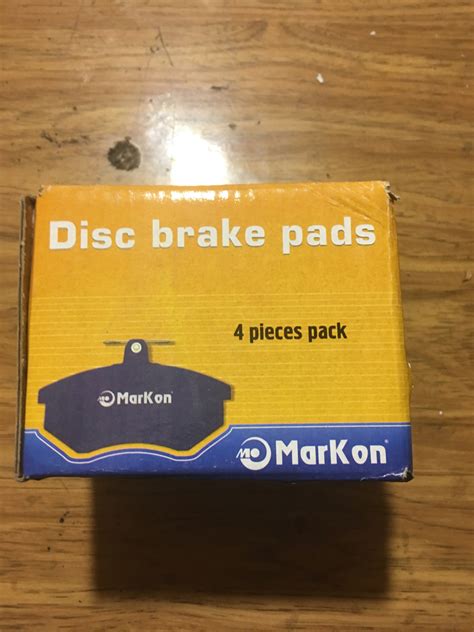 Disc brake pads
4 pieces pack
MarKon
MarKon